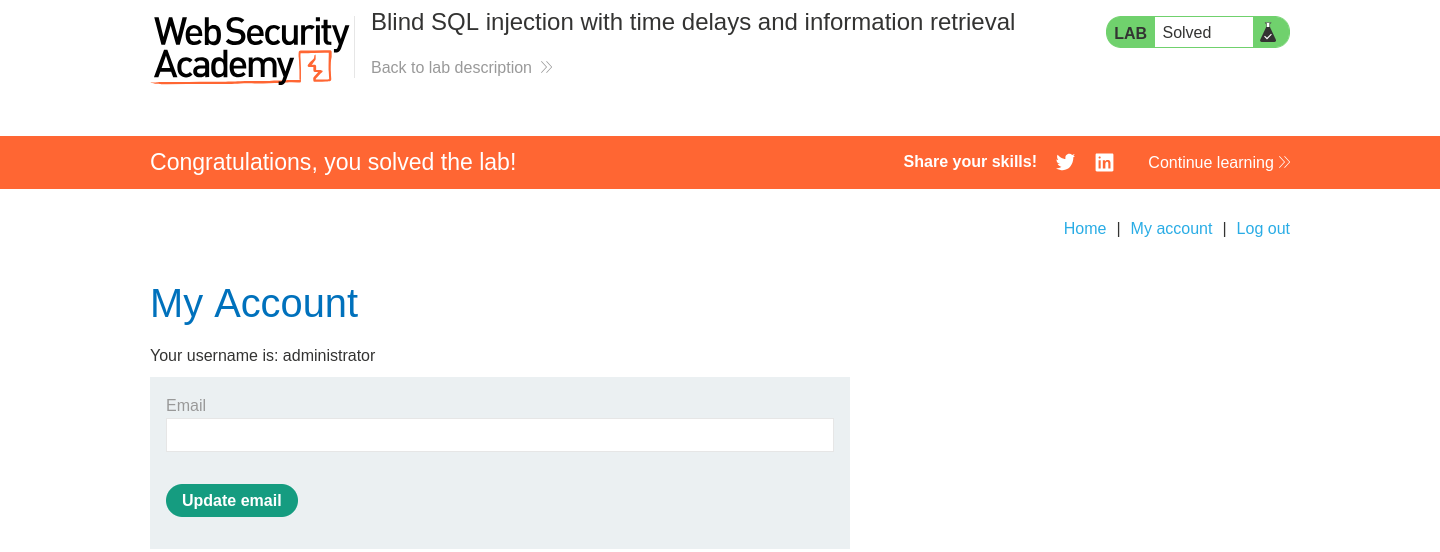 Web Security
Academy
Blind SQL injection with time delays and information retrieval
Back to lab description
LAB Solved
Congratulations, you solved the lab!
Share your skills!
Continue learning
Home | My account | Log out
My Account
Your username is: administrator
Email
Update email